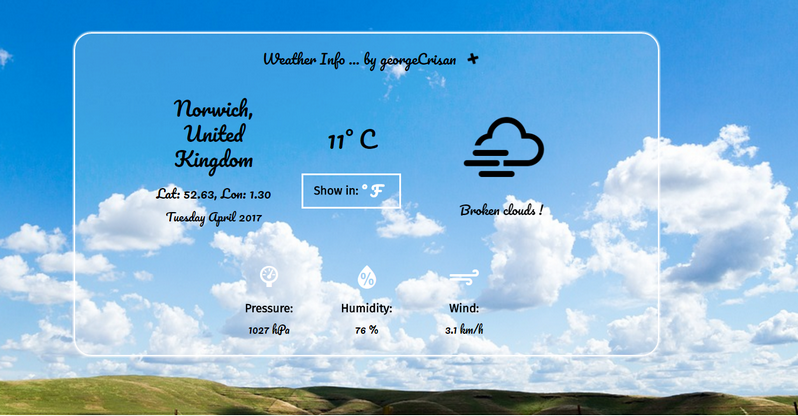 Weather Info ... by georgeCrisan
Norwich,
United
Kingdom
Lat: 52.63, Lon: 1.30
Tuesday April 2017
11° C
Show in: °F
Broken clouds !
%
Pressure:
Humidity:
Wind:
1027 hPa
76 %
3.1 km/h